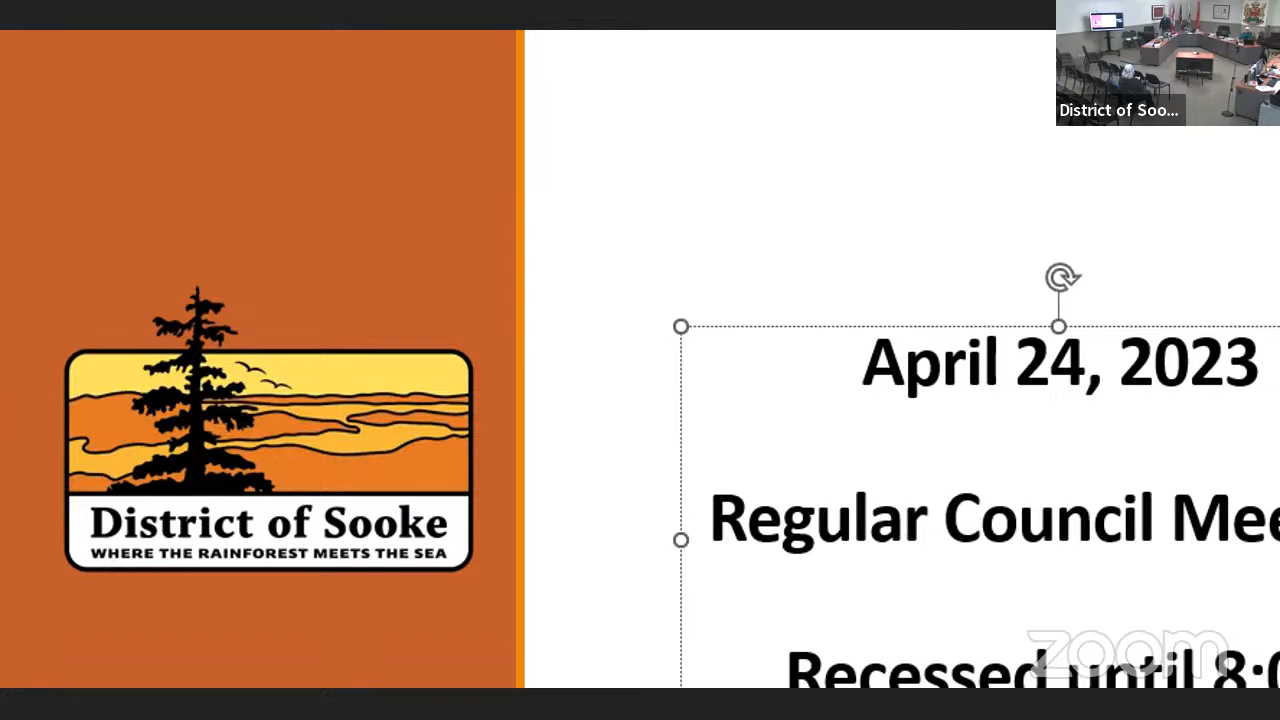 District of Soo...
April 24, 2023
Regular Council Mee
Recessed until 8:0
District of Sooke
WHERE THE RAINFOREST MEETS THE SEA
zoom